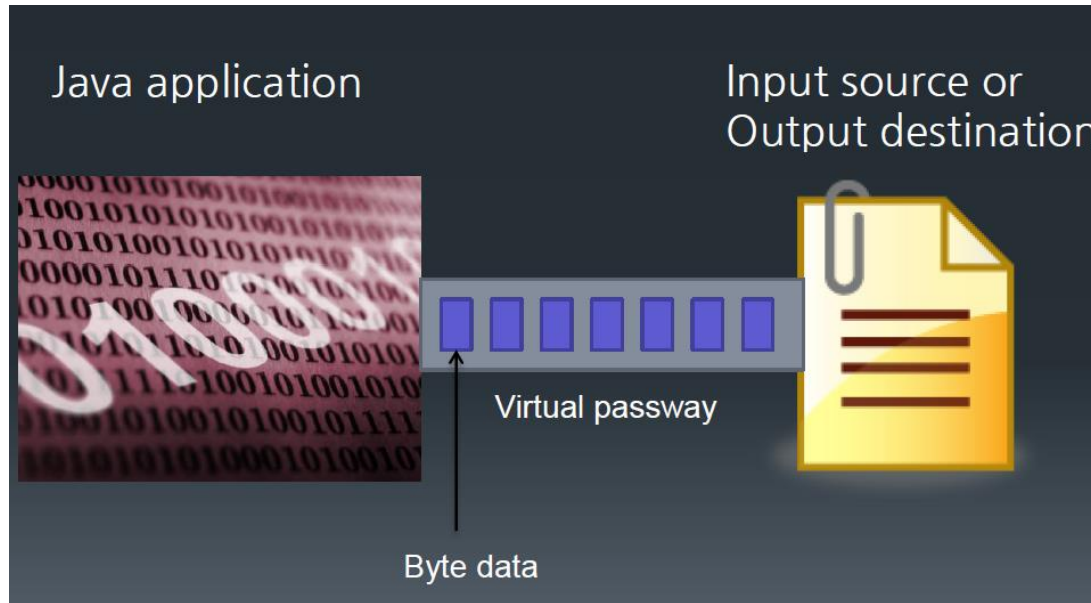 Java application
Input source or
Output destination
Virtual passway
Byte data